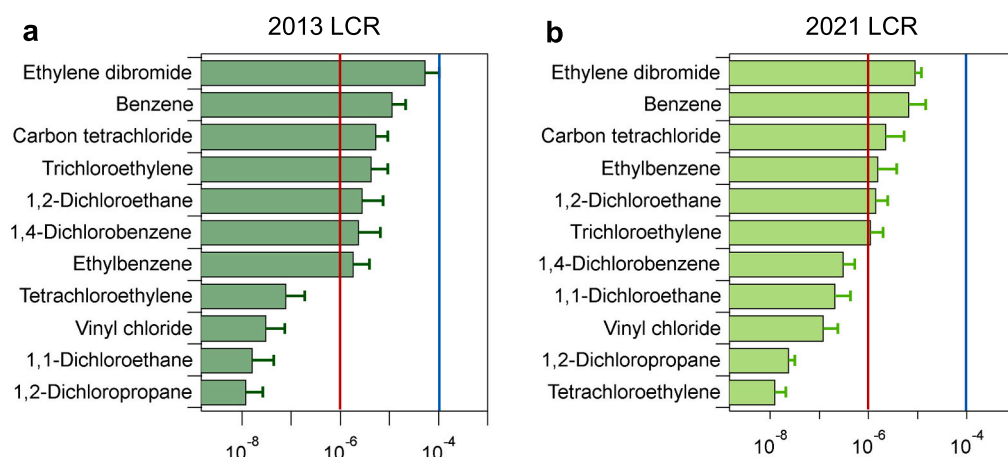 a
2013 LCR
Ethylene dibromide
Benzene
Carbon tetrachloride
Trichloroethylene
1,2-Dichloroethane
1,4-Dichlorobenzene
Ethylbenzene
Tetrachloroethylene
Vinyl chloride
1,1-Dichloroethane
1,2-Dichloropropane
10⁻⁸ 10⁻⁶ 10⁻⁴
b
2021 LCR
Ethylene dibromide
Benzene
Carbon tetrachloride
Ethylbenzene
1,2-Dichloroethane
Trichloroethylene
1,4-Dichlorobenzene
1,1-Dichloroethane
Vinyl chloride
1,2-Dichloropropane
Tetrachloroethylene
10⁻⁸ 10⁻⁶ 10⁻⁴